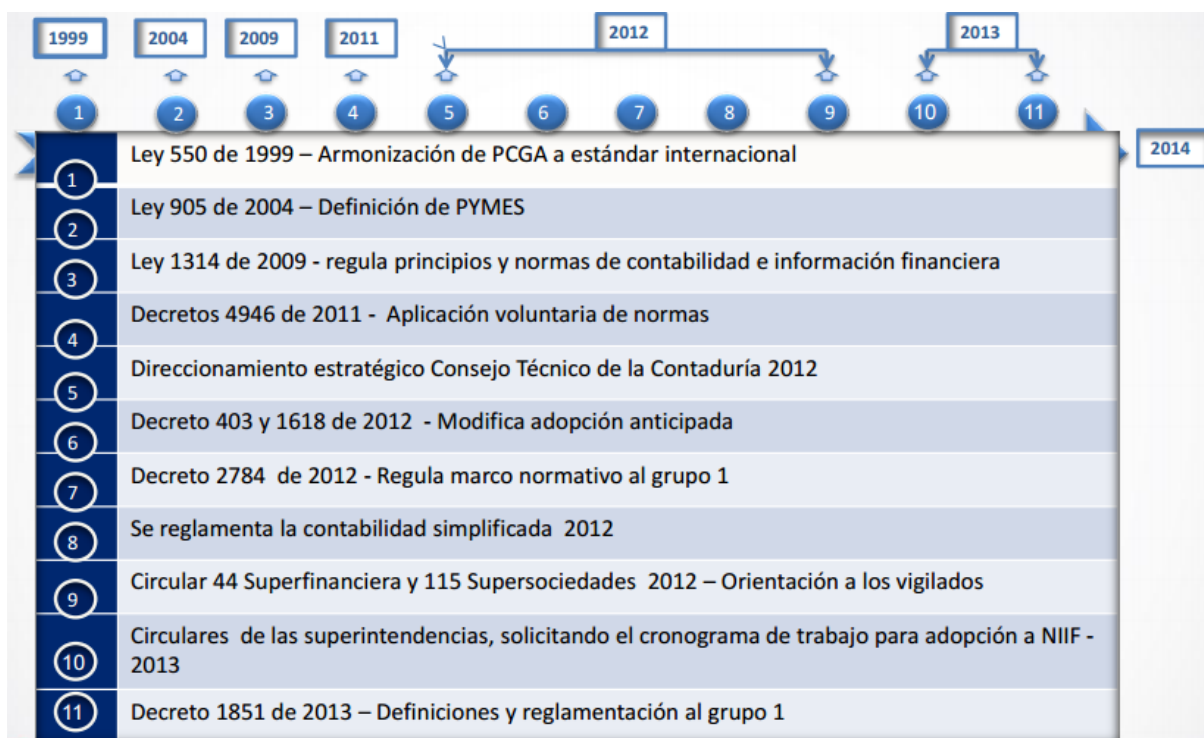 1999
2004
2009
2011
2012
2013
1
2
3
4
5
6
7
8
9
10
11
2014
1
Ley 550 de 1999 – Armonización de PCGA a estándar internacional
2
Ley 905 de 2004 – Definición de PYMES
3
Ley 1314 de 2009 - regula principios y normas de contabilidad e información financiera
4
Decretos 4946 de 2011 - Aplicación voluntaria de normas
5
Direccionamiento estratégico Consejo Técnico de la Contaduría 2012
6
Decreto 403 y 1618 de 2012 - Modifica adopción anticipada
7
Decreto 2784 de 2012 - Regula marco normativo al grupo 1
8
Se reglamenta la contabilidad simplificada 2012
9
Circular 44 Superfinanciera y 115 Supersociedades 2012 – Orientación a los vigilados
10
Circulares de las superintendencias, solicitando el cronograma de trabajo para adopción a NIIF -
2013
11
Decreto 1851 de 2013 – Definiciones y reglamentación al grupo 1